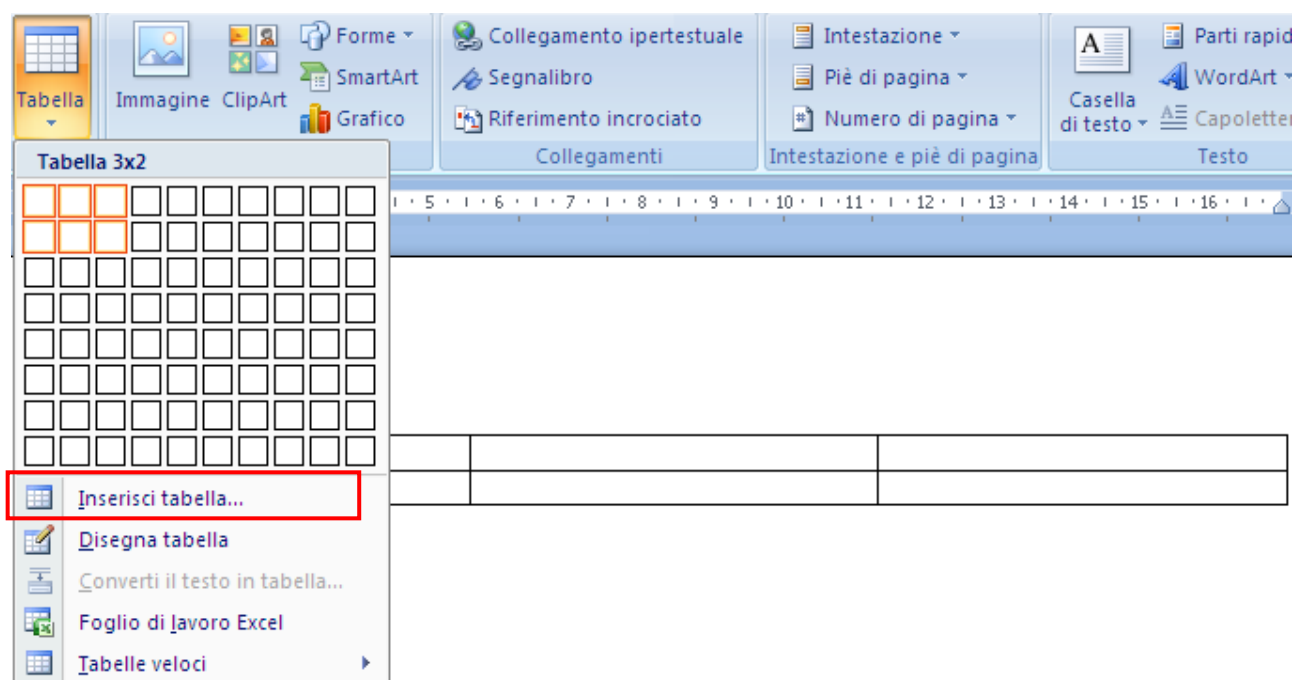 Tabella
Immagine
ClipArt
Forme
SmartArt
Grafico
Collegamento ipertestuale
Segnalibro
Riferimento incrociato
Collegamenti
Intestazione
Piè di pagina
Numero di pagina
Intestazione e piè di pagina
A
Casella
di testo
Parti rapid
WordArt
Capoletter
Testo
Tabella 3x2
5 6 7 8 9 10 11 12 13 14 15 16
Inserisci tabella...
Disegna tabella
Converti il testo in tabella...
Foglio di lavoro Excel
Tabelle veloci